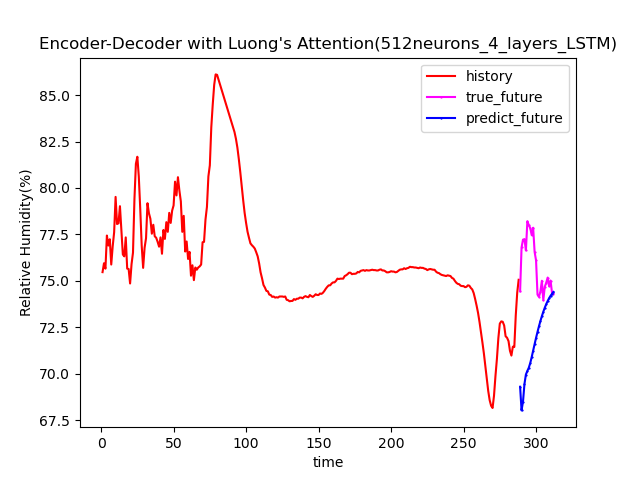 Encoder-Decoder with Luong's Attention(512neurons_4_layers_LSTM)
history
true_future
predict_future
Relative Humidity(%)
85.0
82.5
80.0
77.5
75.0
72.5
70.0
67.5
0 50 100 150 200 250 300
time